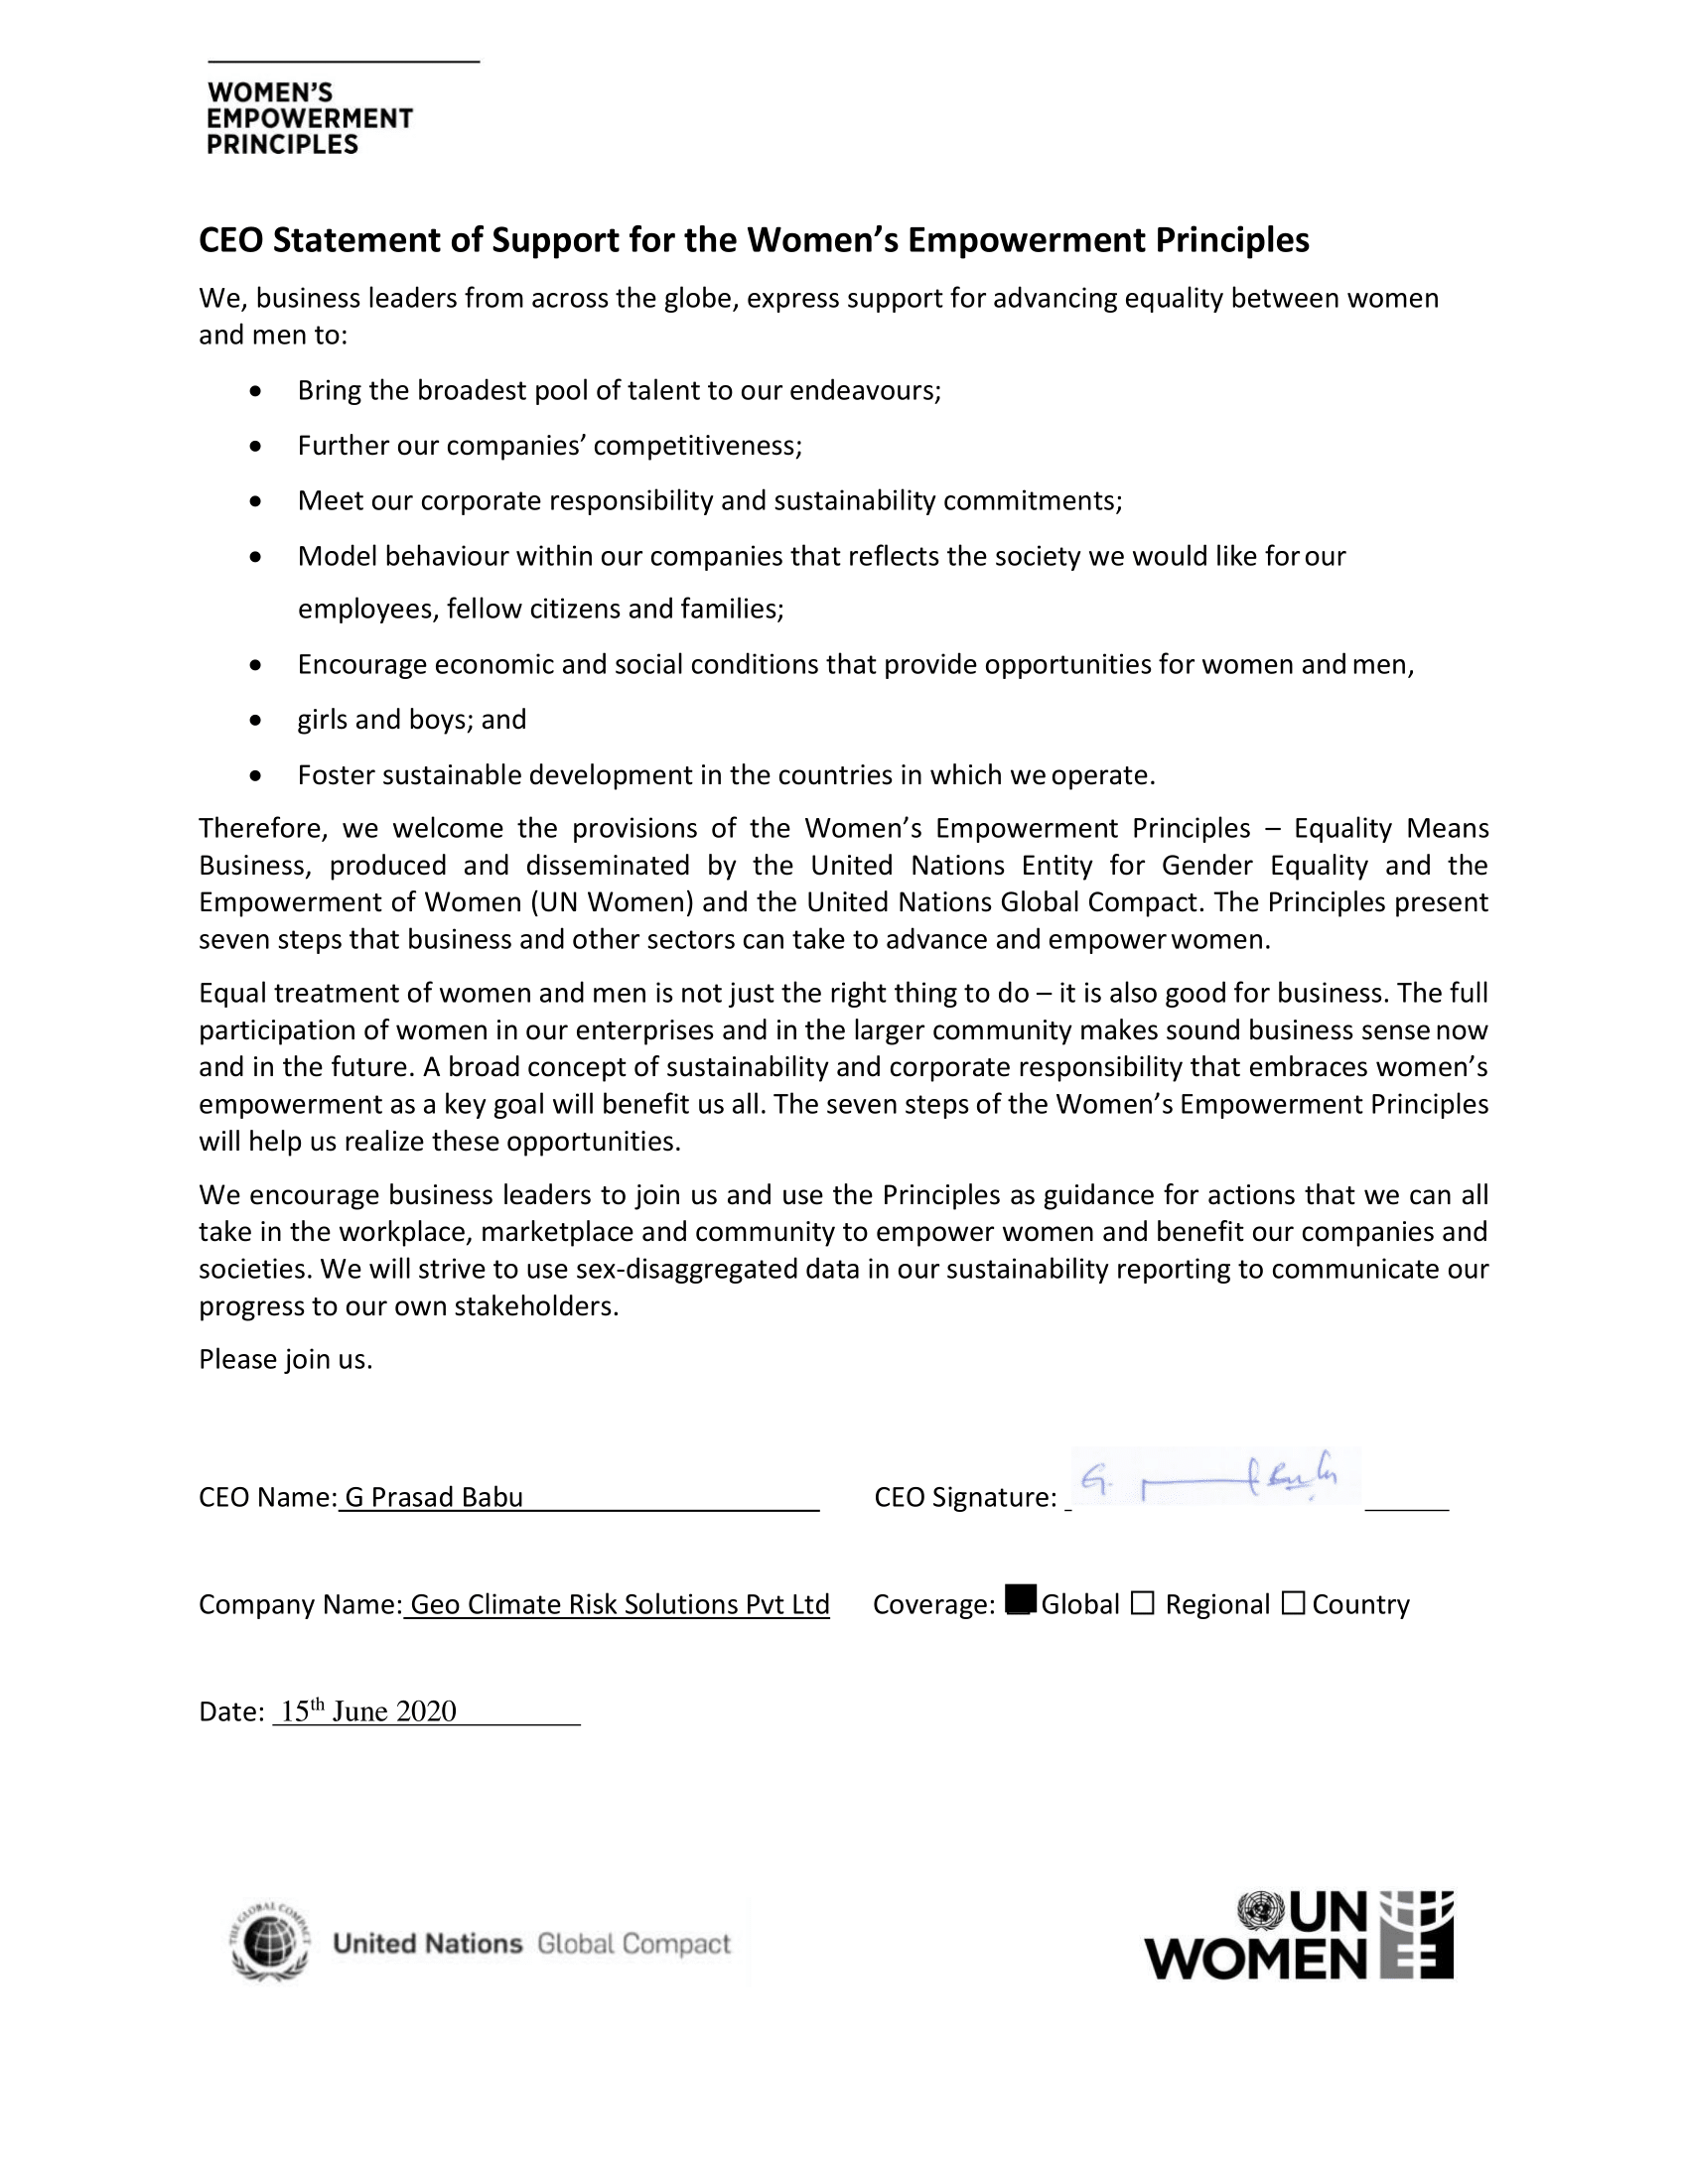 WOMEN'S
EMPOWERMENT
PRINCIPLES
CEO Statement of Support for the Women's Empowerment Principles
We, business leaders from across the globe, express support for advancing equality between women
and men to:
• Bring the broadest pool of talent to our endeavours;
• Further our companies' competitiveness;
• Meet our corporate responsibility and sustainability commitments;
• Model behaviour within our companies that reflects the society we would like for our
employees, fellow citizens and families;
• Encourage economic and social conditions that provide opportunities for women and men,
• girls and boys; and
• Foster sustainable development in the countries in which we operate.
Therefore, we welcome the provisions of the Women's Empowerment Principles – Equality Means
Business, produced and disseminated by the United Nations Entity for Gender Equality and the
Empowerment of Women (UN Women) and the United Nations Global Compact. The Principles present
seven steps that business and other sectors can take to advance and empower women.
Equal treatment of women and men is not just the right thing to do – it is also good for business. The full
participation of women in our enterprises and in the larger community makes sound business sense now
and in the future. A broad concept of sustainability and corporate responsibility that embraces women's
empowerment as a key goal will benefit us all. The seven steps of the Women's Empowerment Principles
will help us realize these opportunities.
We encourage business leaders to join us and use the Principles as guidance for actions that we can all
take in the workplace, marketplace and community to empower women and benefit our companies and
societies. We will strive to use sex-disaggregated data in our sustainability reporting to communicate our
progress to our own stakeholders.
Please join us.
CEO Name: G Prasad Babu CEO Signature: G.
Company Name: Geo Climate Risk Solutions Pvt Ltd Coverage: ■ Global ☐ Regional ☐ Country
Date: 15th June 2020
THE GLOBAL COMPACT
United Nations Global Compact
UN
WOMEN